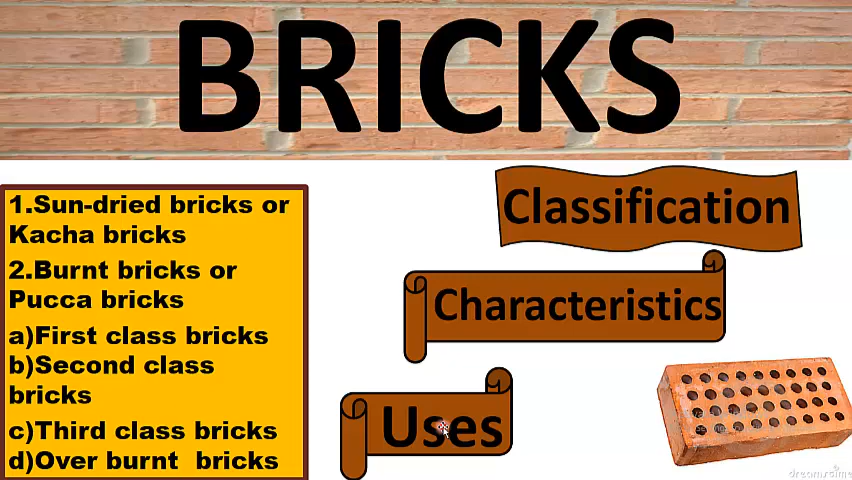 BRICKS
1.Sun-dried bricks or
Kacha bricks
2.Burnt bricks or
Pucca bricks
a)First class bricks
b)Second class
bricks
c)Third class bricks
d)Over burnt bricks
Classification
Characteristics
Uses